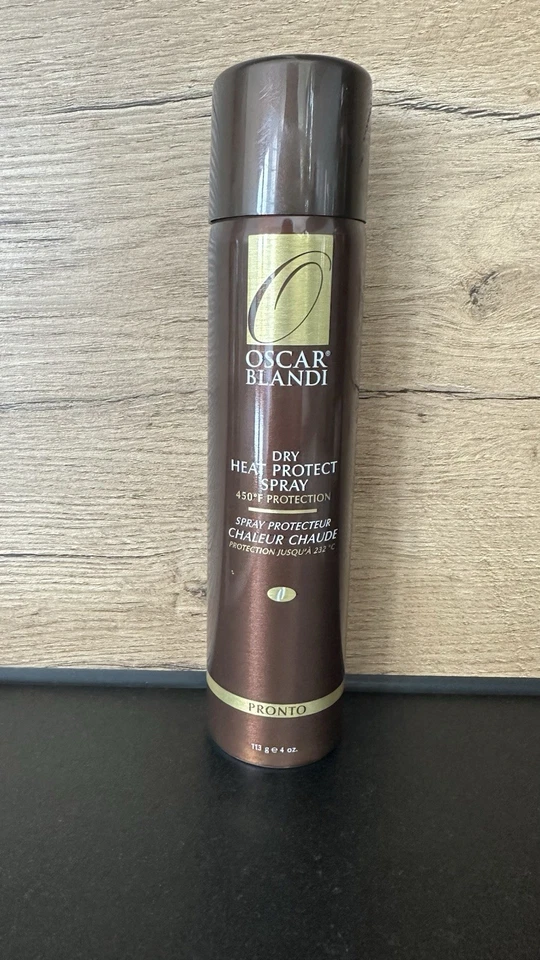 O
OSCAR®
BLANDI
DRY
HEAT PROTECT
SPRAY
450°F PROTECTION
SPRAY PROTECTEUR
CHALEUR CHAUDE
PROTECTION JUSQU'À 232 °C
PRONTO
113 g e 4 oz.